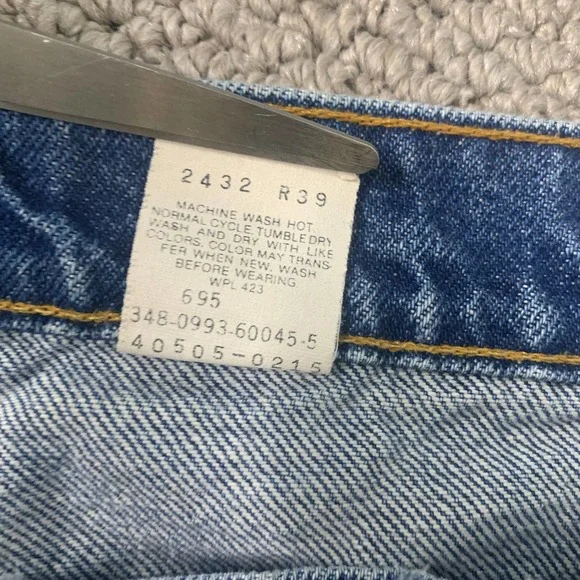 2432 R39
MACHINE WASH HOT
NORMAL CYCLE, TUMBLE DRY
WASH AND DRY WITH LIKE
COLORS. COLOR MAY TRANS-
FER WHEN NEW. WASH
BEFORE WEARING
WPL 423
695
348-0993-60045-5
40505-0215